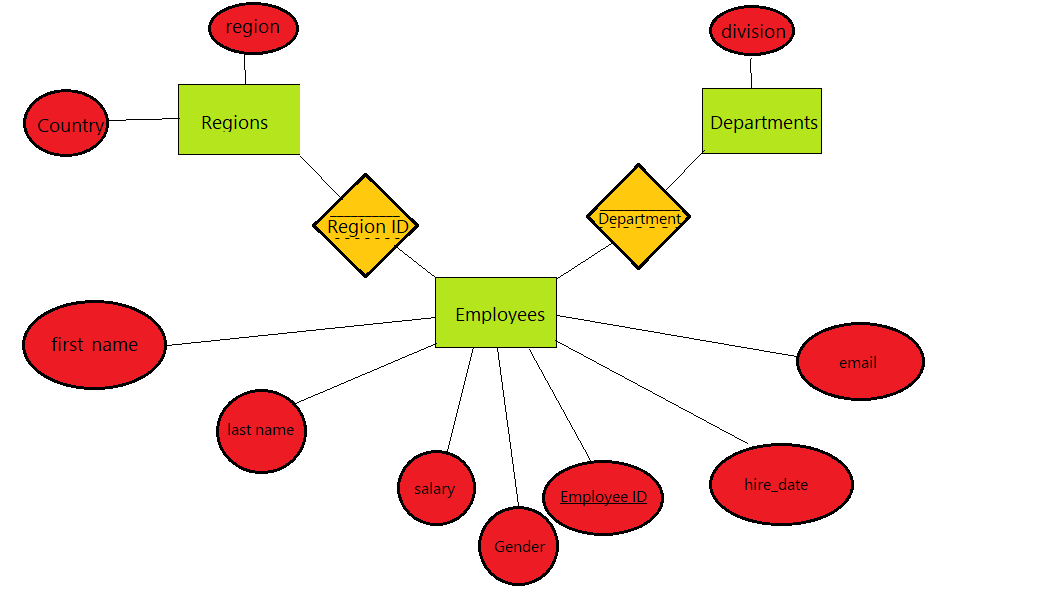 region
division
Country
Regions
Departments
Region ID
Department
Employees
first name
email
last name
salary
Employee ID
hire_date
Gender